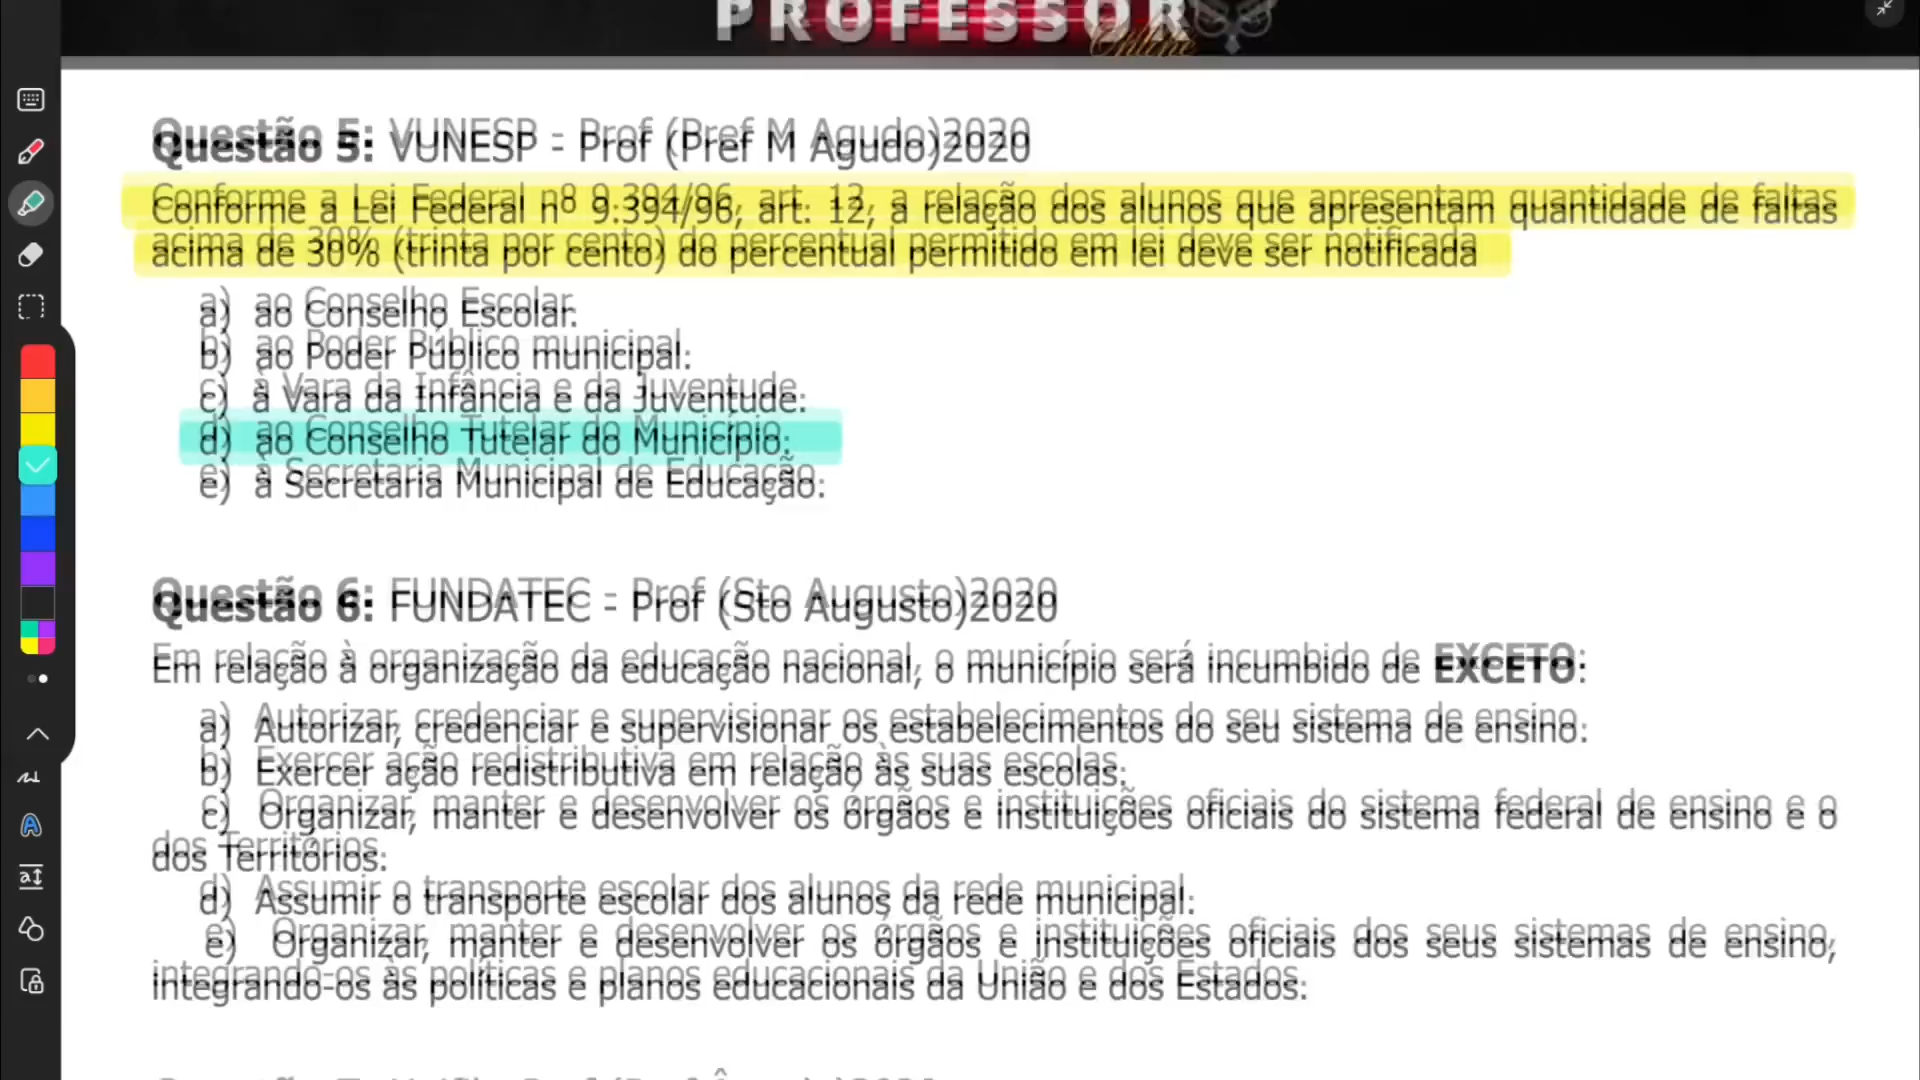 PROFESSOR
Online
Questão 5: VUNESP - Prof (Pref M Agudo)2020
Conforme a Lei Federal nº 9.394/96, art. 12, a relação dos alunos que apresentam quantidade de faltas
acima de 30% (trinta por cento) do percentual permitido em lei deve ser notificada
a) ao Conselho Escolar.
b) ao Poder Público municipal.
c) à Vara da Infância e da Juventude.
d) ao Conselho Tutelar do Município.
e) à Secretaria Municipal de Educação.
Questão 6: FUNDATEC - Prof (Sto Augusto)2020
Em relação à organização da educação nacional, o município será incumbido de EXCETO:
a) Autorizar, credenciar e supervisionar os estabelecimentos do seu sistema de ensino.
b) Exercer ação redistributiva em relação às suas escolas.
c) Organizar, manter e desenvolver os órgãos e instituições oficiais do sistema federal de ensino e o
dos Territórios.
d) Assumir o transporte escolar dos alunos da rede municipal.
e) Organizar, manter e desenvolver os órgãos e instituições oficiais dos seus sistemas de ensino,
integrando-os às políticas e planos educacionais da União e dos Estados.